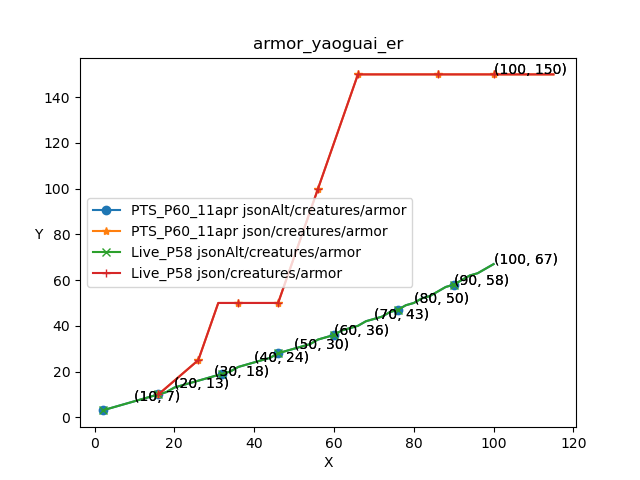 armor_yaoguai_er
(100, 150)
140
120
100
80
60
40
20
0
Y
PTS_P60_11apr jsonAlt/creatures/armor
PTS_P60_11apr json/creatures/armor
Live_P58 jsonAlt/creatures/armor
Live_P58 json/creatures/armor
(100, 67)
(90, 58)
(80, 50)
(70, 43)
(60, 36)
(50, 30)
(40, 24)
(30, 18)
(20, 13)
(10, 7)
0 20 40 60 80 100 120
X